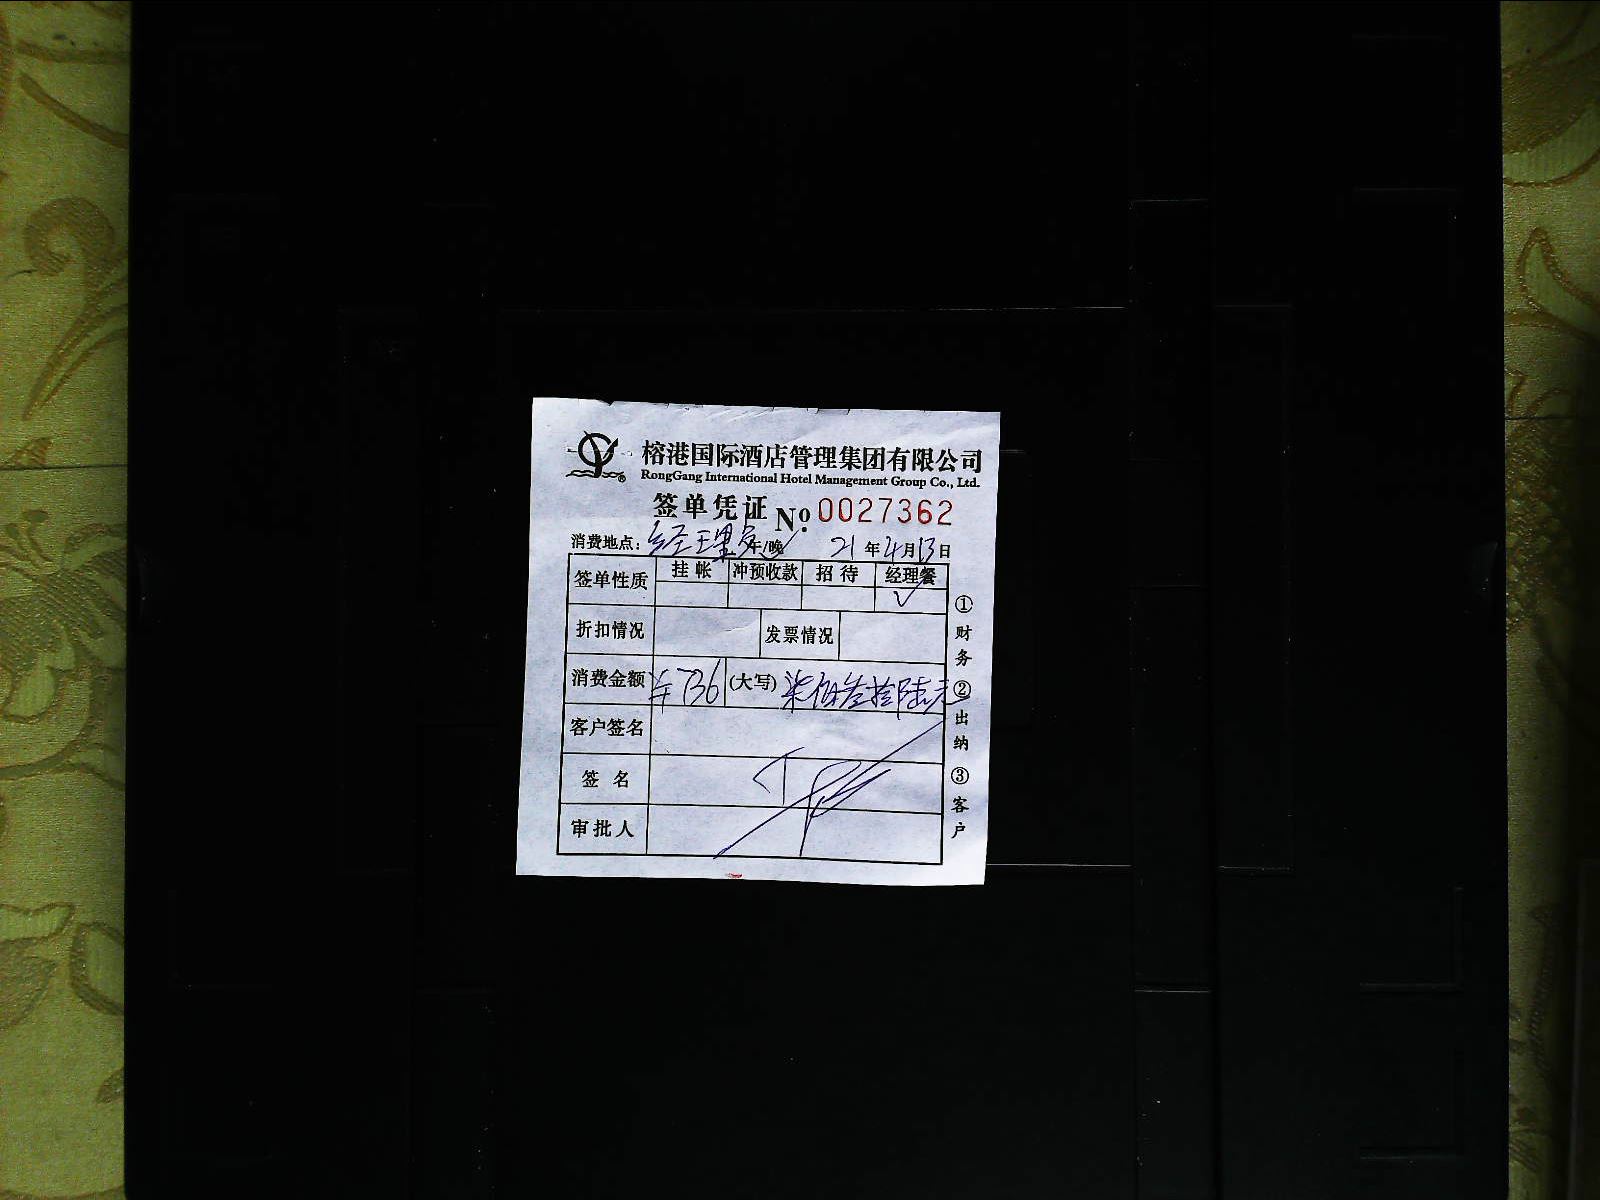 榕港国际酒店管理集团有限公司
RongGang International Hotel Management Group Co., Ltd.
签单凭证 No: 0027362
消费地点: 经理 午/晚 21年4月13日
签单性质 挂帐 冲预收款 招待 经理餐
√
折扣情况 发票情况
消费金额 ¥736 (大写) 柒佰叁拾陆元
客户签名
签名
审批人
①财务
②出纳
③客户